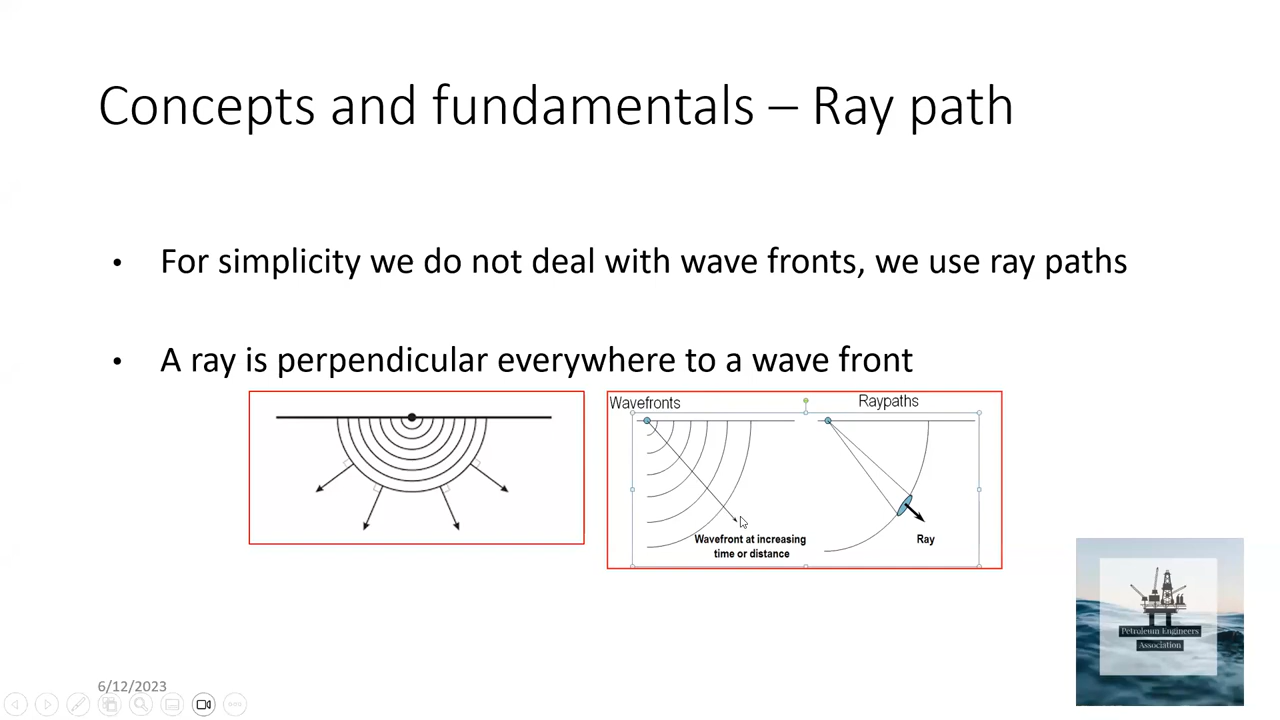 Concepts and fundamentals – Ray path
• For simplicity we do not deal with wave fronts, we use ray paths
• A ray is perpendicular everywhere to a wave front
Wavefronts
Raypaths
Wavefront at increasing
time or distance
Ray
Petroleum Engineers
Association
6/12/2023